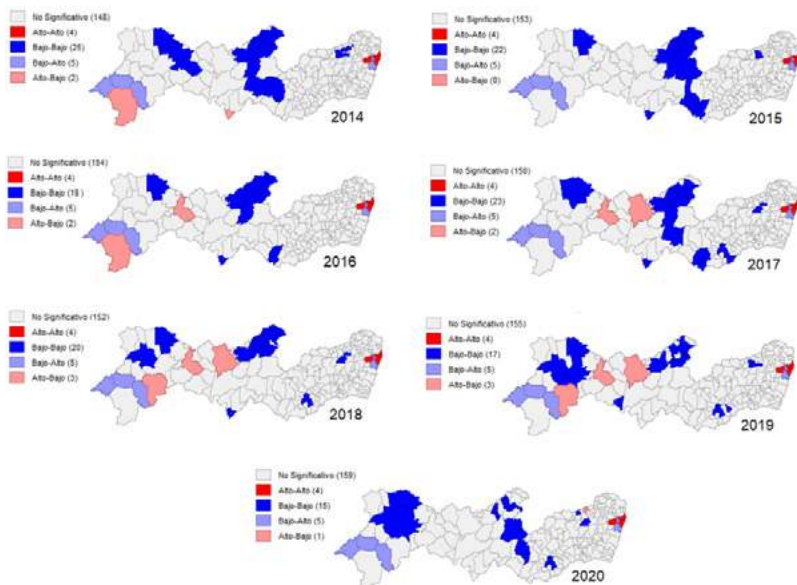 No Significativo (148)
Alto-Alto (4)
Bajo-Bajo (25)
Bajo-Alto (5)
Alto-Bajo (2)
2014
No Significativo (153)
Alto-Alto (4)
Bajo-Bajo (22)
Bajo-Alto (5)
Alto-Bajo (0)
2015
No Significativo (154)
Alto-Alto (4)
Bajo-Bajo (19)
Bajo-Alto (5)
Alto-Bajo (2)
2016
No Significativo (150)
Alto-Alto (4)
Bajo-Bajo (23)
Bajo-Alto (5)
Alto-Bajo (2)
2017
No Significativo (152)
Alto-Alto (4)
Bajo-Bajo (20)
Bajo-Alto (5)
Alto-Bajo (3)
2018
No Significativo (155)
Alto-Alto (4)
Bajo-Bajo (17)
Bajo-Alto (5)
Alto-Bajo (3)
2019
No Significativo (159)
Alto-Alto (4)
Bajo-Bajo (15)
Bajo-Alto (5)
Alto-Bajo (1)
2020